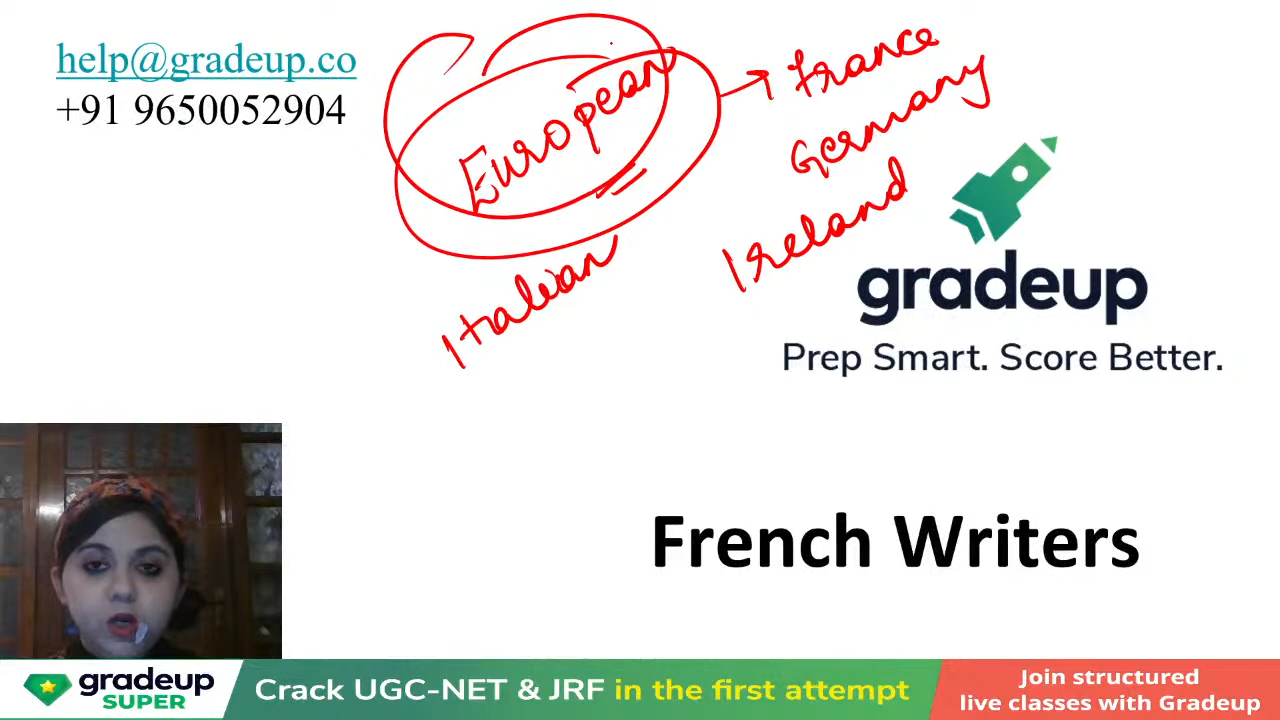 help@gradeup.co
+91 9650052904
European
France
Germany
Ireland
Italian
gradeup
Prep Smart. Score Better.
French Writers
gradeup
SUPER
Crack UGC-NET & JRF in the first attempt
Join structured
live classes with Gradeup